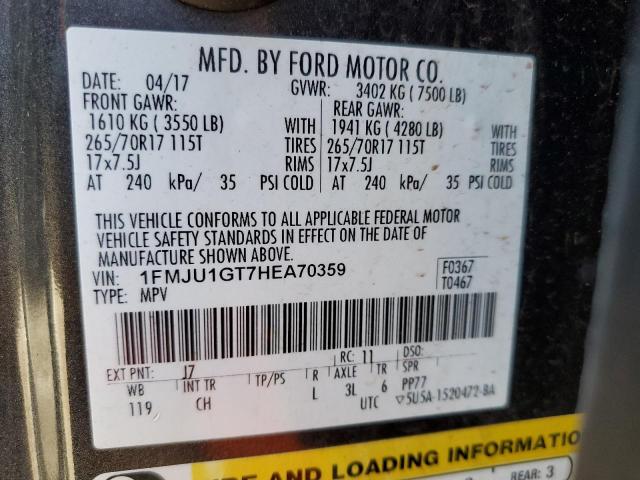 MFD. BY FORD MOTOR CO.
DATE: 04/17 GVWR: 3402 KG ( 7500 LB)
FRONT GAWR: REAR GAWR:
1610 KG ( 3550 LB) WITH 1941 KG ( 4280 LB) WITH
265/70R17 115T TIRES 265/70R17 115T TIRES
17x7.5J RIMS 17x7.5J RIMS
AT 240 kPa/ 35 PSI COLD AT 240 kPa/ 35 PSI COLD
THIS VEHICLE CONFORMS TO ALL APPLICABLE FEDERAL MOTOR
VEHICLE SAFETY STANDARDS IN EFFECT ON THE DATE OF
MANUFACTURE SHOWN ABOVE.
VIN: 1FMJU1GT7HEA70359 F0367
TYPE: MPV T0467
EXT PNT: J7 RC: 11 DSO:
WB INT TR TP/PS R AXLE TR SPR
119 CH L 3L 6 PP77
UTC ▽5U5A-1520472-BA
AND LOADING INFORMATION
REAR: 3